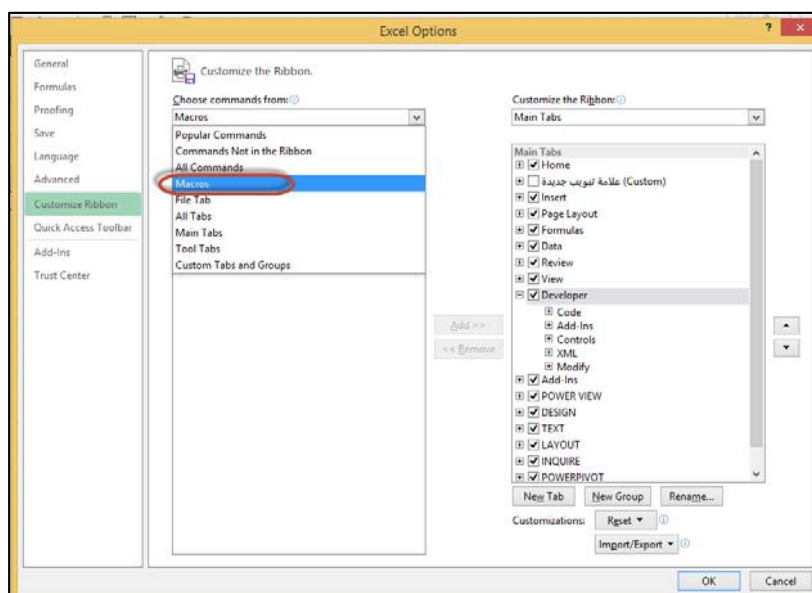 Excel Options
?
General
Formulas
Proofing
Save
Language
Advanced
Customize Ribbon
Quick Access Toolbar
Add-Ins
Trust Center
Customize the Ribbon.
Choose commands from:
Macros
Popular Commands
Commands Not in the Ribbon
All Commands
Macros
File Tab
All Tabs
Main Tabs
Tool Tabs
Custom Tabs and Groups
Add >>
<< Remove
Customize the Ribbon:
Main Tabs
Main Tabs
Home
علامة تبويب جديدة (Custom)
Insert
Page Layout
Formulas
Data
Review
View
Developer
Code
Add-Ins
Controls
XML
Modify
Add-Ins
POWER VIEW
DESIGN
TEXT
LAYOUT
INQUIRE
POWERPIVOT
New Tab New Group Rename...
Customizations: Reset
Import/Export
OK Cancel